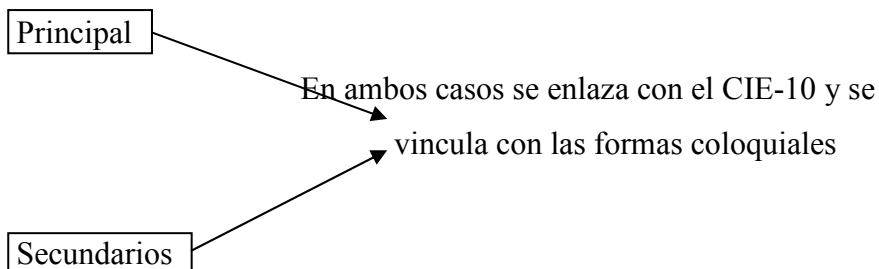 Principal
En ambos casos se enlaza con el CIE-10 y se
vincula con las formas coloquiales
Secundarios